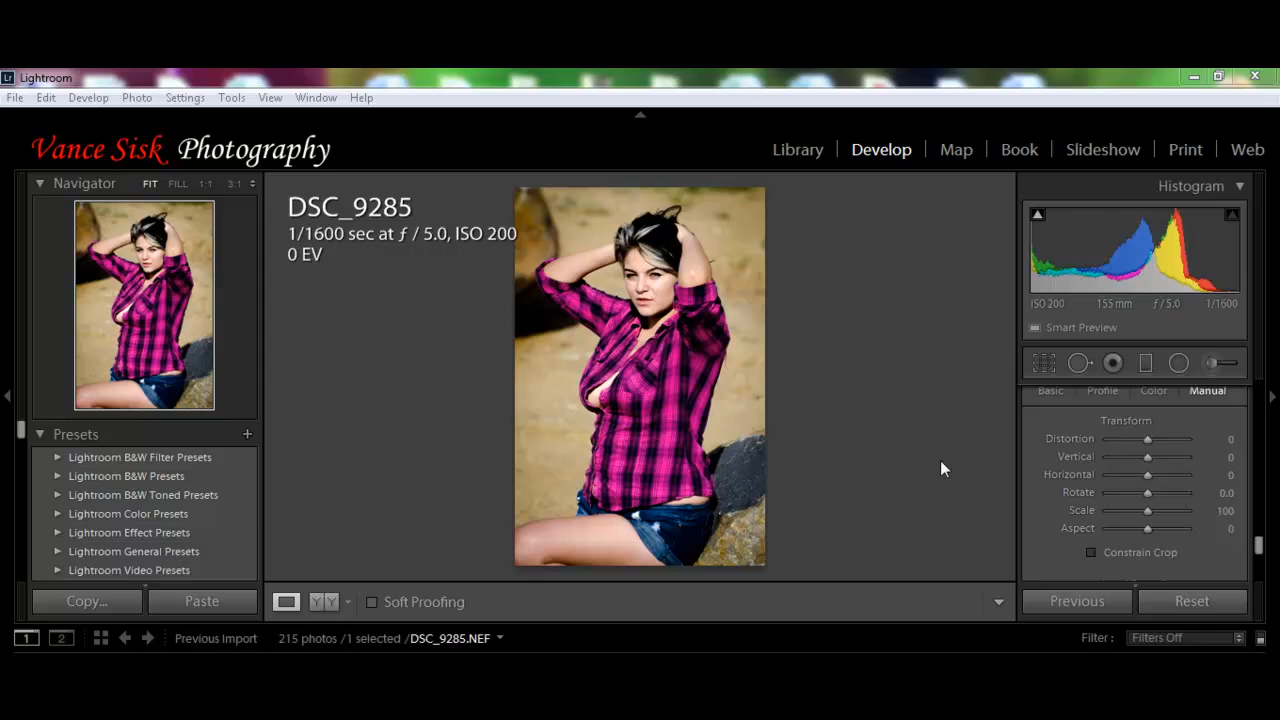 Lr Lightroom
File Edit Develop Photo Settings Tools View Window Help
Vance Sisk Photography
Library Develop Map Book Slideshow Print Web
Navigator FIT FILL 1:1 3:1
Histogram
DSC_9285
1/1600 sec at ƒ / 5.0, ISO 200
0 EV
ISO 200 155 mm ƒ / 5.0 1/1600
Smart Preview
Basic Profile Color Manual
Transform
Distortion 0
Vertical 0
Horizontal 0
Rotate 0.0
Scale 100
Aspect 0
Constrain Crop
Presets +
Lightroom B&W Filter Presets
Lightroom B&W Presets
Lightroom B&W Toned Presets
Lightroom Color Presets
Lightroom Effect Presets
Lightroom General Presets
Lightroom Video Presets
Copy... Paste
YY Soft Proofing
Previous Reset
1 2 Previous Import 215 photos /1 selected /DSC_9285.NEF
Filter : Filters Off